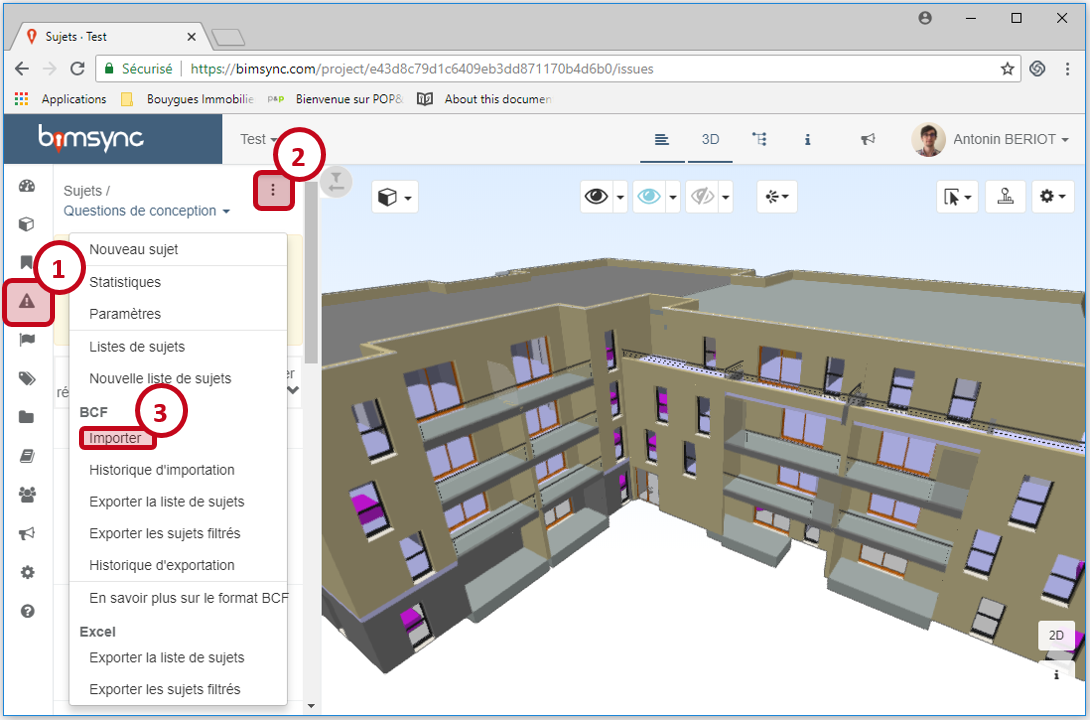 Sujets · Test
Sécurisé
https://bimsync.com/project/e43d8c79d1c6409eb3dd871170b4d6b0/issues
Applications
Bouygues Immobilie
P&P
Bienvenue sur POP&
About this documen
bimsync
Test
2
3D
Antonin BERIOT
Sujets /
Questions de conception
1
Nouveau sujet
Statistiques
Paramètres
Listes de sujets
Nouvelle liste de sujets
er
ré
BCF
3
Importer
Historique d'importation
Exporter la liste de sujets
Exporter les sujets filtrés
Historique d'exportation
En savoir plus sur le format BCF
Excel
Exporter la liste de sujets
Exporter les sujets filtrés
2D